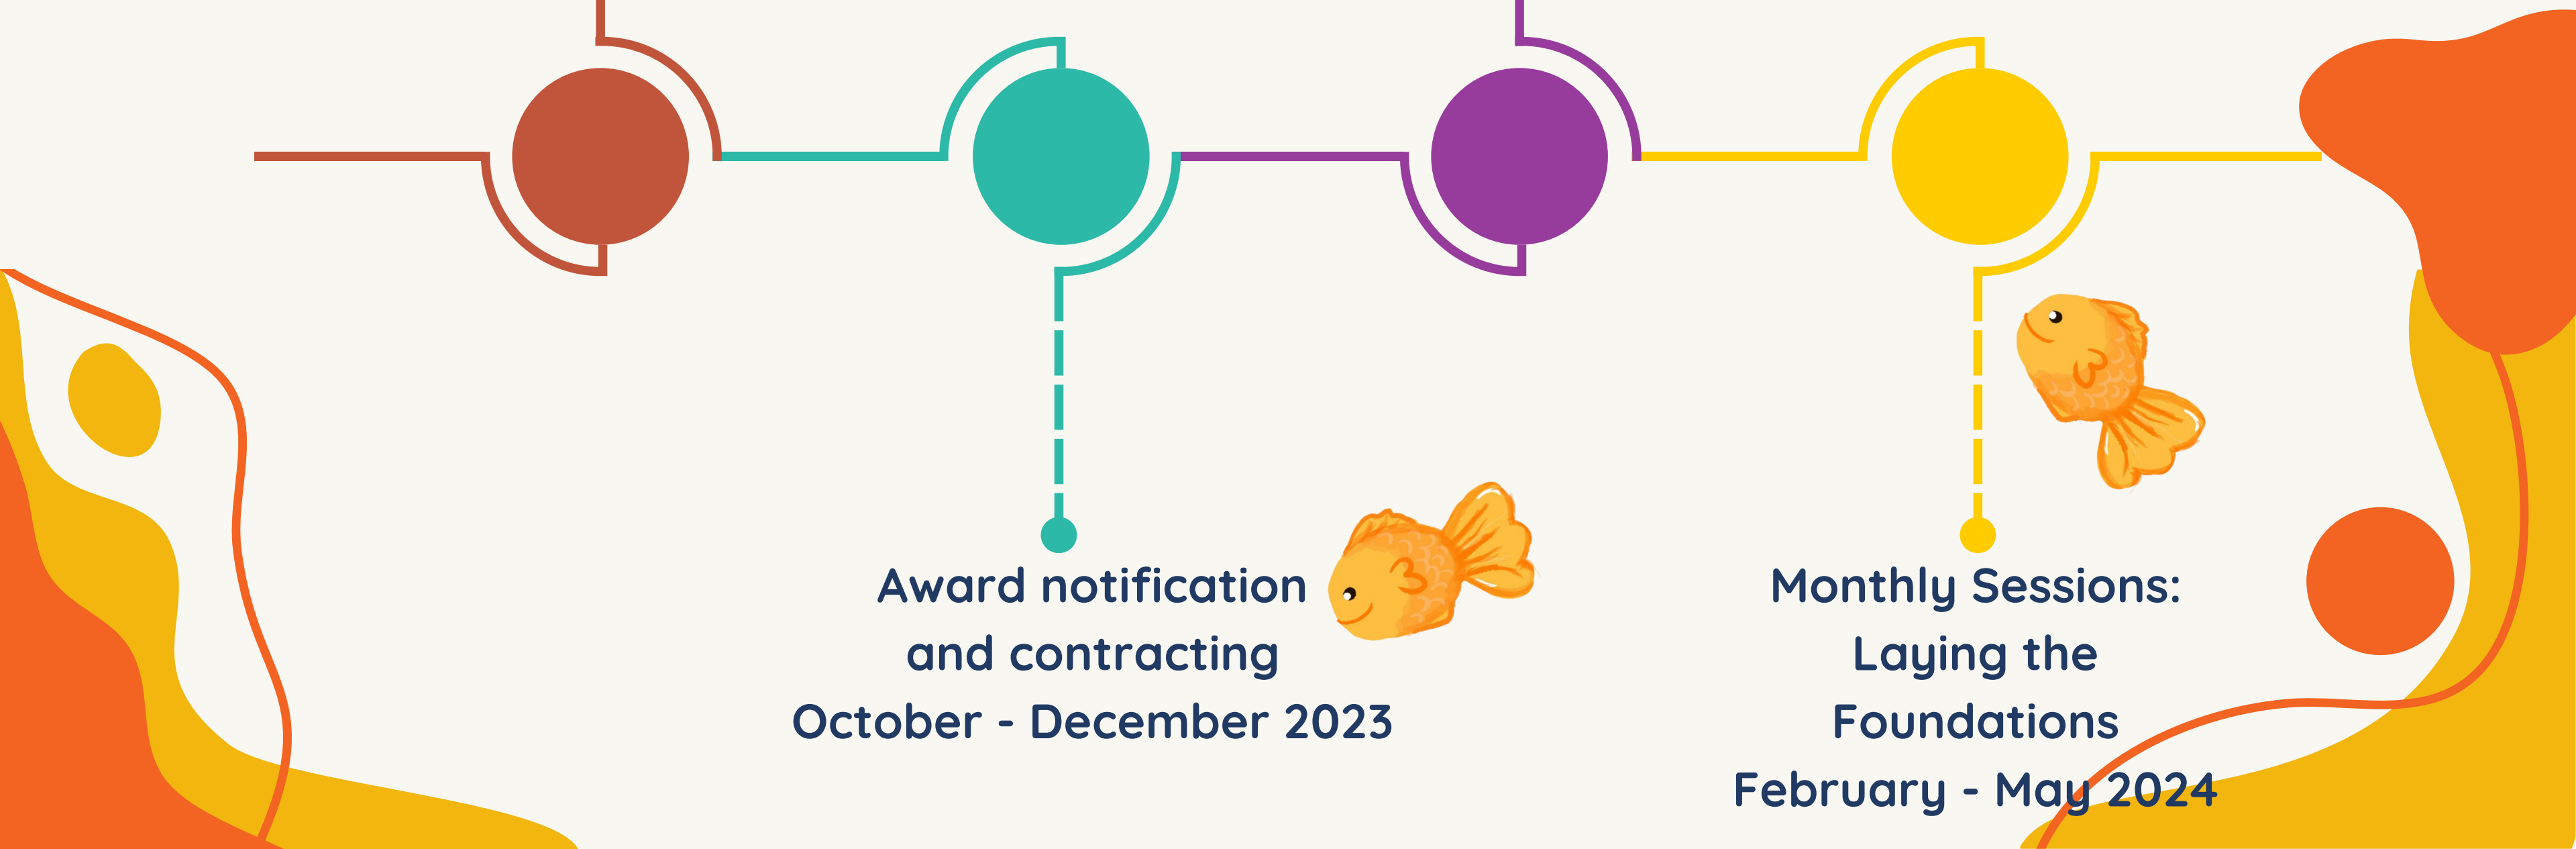 Award notification
and contracting
October - December 2023
Monthly Sessions:
Laying the
Foundations
February - May 2024